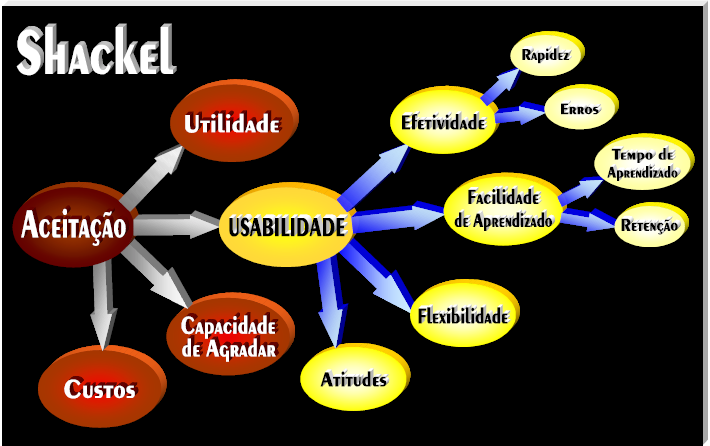 Shackel
Rapidez
Erros
Efetividade
Utilidade
Tempo de
Aprendizado
Facilidade
de Aprendizado
Retenção
Aceitação
USABILIDADE
Flexibilidade
Capacidade
de Agradar
Atitudes
Custos